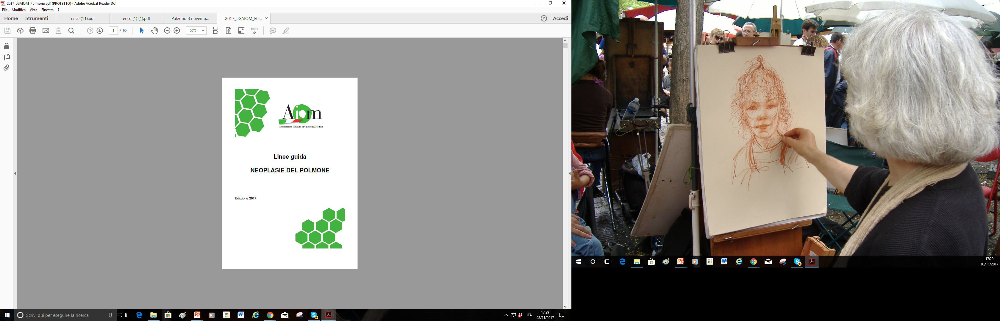 2017_LGAIOM_Polmone.pdf (PROTETTO) - Adobe Acrobat Reader DC
File Modifica Vista Finestra ?
Home Strumenti erice (11).pdf erice (1) (1).pdf Palermo 8 novemb... 2017_LGAIOM_Pol... × ? Accedi
1 / 90 50%
Aiom
Associazione Italiana di Oncologia Medica
Linee guida
NEOPLASIE DEL POLMONE
Edizione 2017
Scrivi qui per eseguire la ricerca
4
ITA
17:29
03/11/2017
4
17:29
03/11/2017